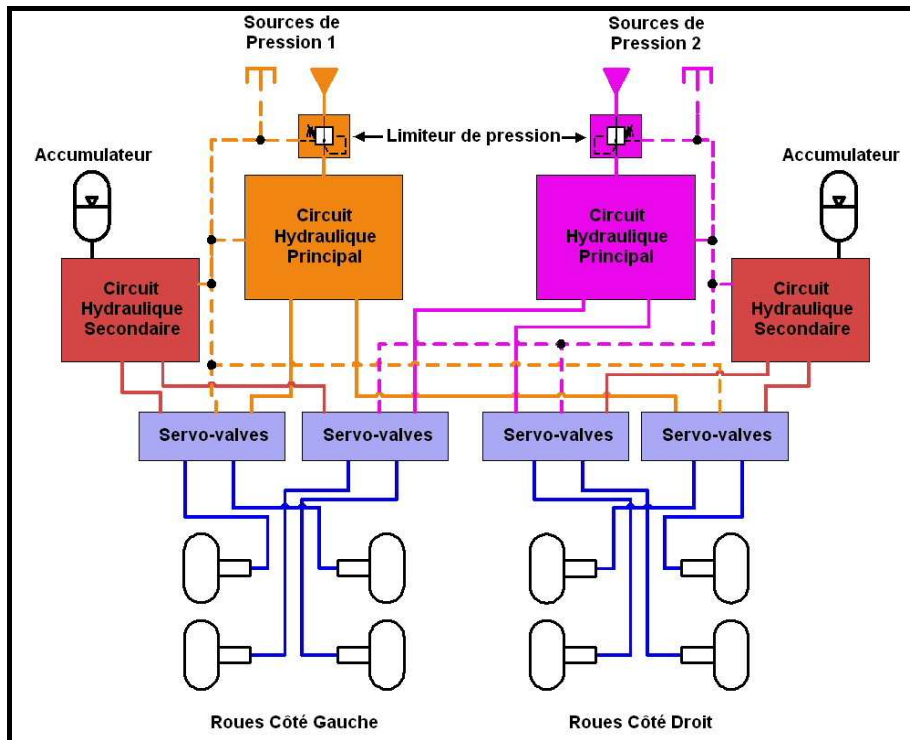 Sources de
Pression 1
Sources de
Pression 2
Limiteur de pression
Accumulateur
Accumulateur
Circuit
Hydraulique
Principal
Circuit
Hydraulique
Principal
Circuit
Hydraulique
Secondaire
Circuit
Hydraulique
Secondaire
Servo-valves
Servo-valves
Servo-valves
Servo-valves
Roues Côté Gauche
Roues Côté Droit